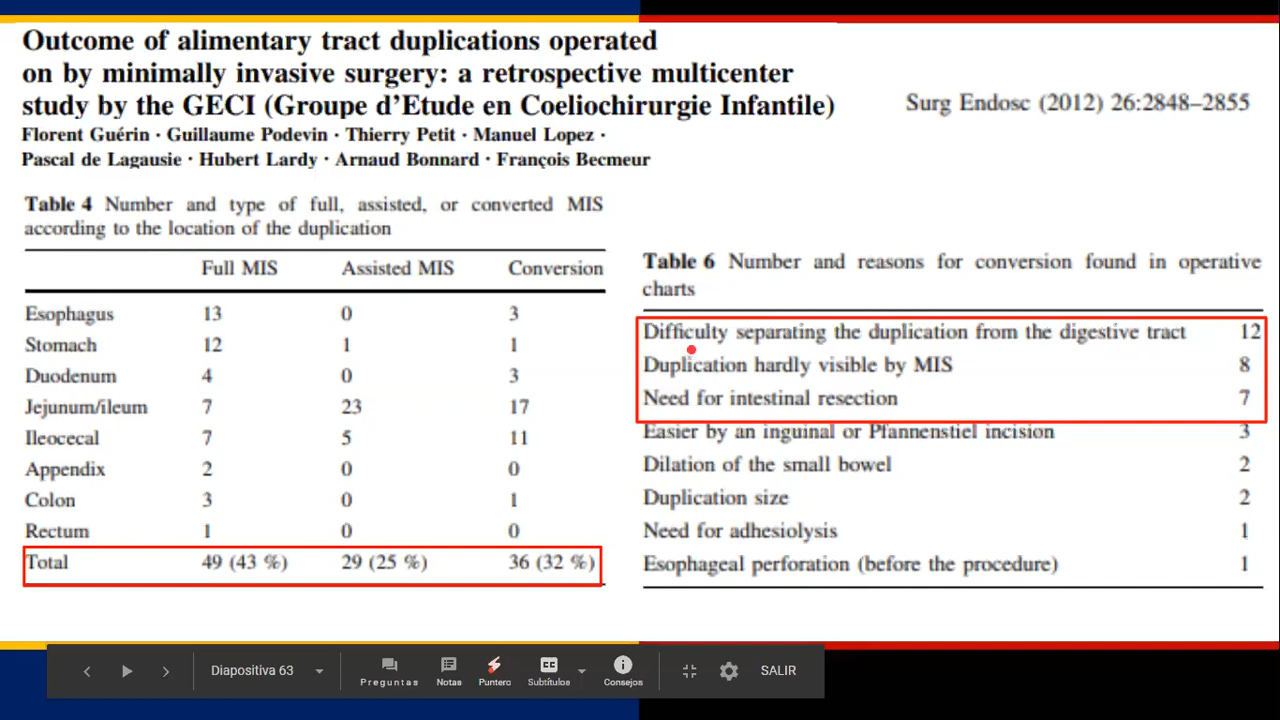 Outcome of alimentary tract duplications operated
on by minimally invasive surgery: a retrospective multicenter
study by the GECI (Groupe d'Etude en Coeliochirurgie Infantile)
Surg Endosc (2012) 26:2848–2855
Florent Guérin · Guillaume Podevin · Thierry Petit · Manuel Lopez ·
Pascal de Lagausie · Hubert Lardy · Arnaud Bonnard · François Becmeur
Table 4 Number and type of full, assisted, or converted MIS
according to the location of the duplication
Full MIS Assisted MIS Conversion
Esophagus 13 0 3
Stomach 12 1 1
Duodenum 4 0 3
Jejunum/ileum 7 23 17
Ileocecal 7 5 11
Appendix 2 0 0
Colon 3 0 1
Rectum 1 0 0
Total 49 (43 %) 29 (25 %) 36 (32 %)
Table 6 Number and reasons for conversion found in operative
charts
Difficulty separating the duplication from the digestive tract 12
Duplication hardly visible by MIS 8
Need for intestinal resection 7
Easier by an inguinal or Pfannenstiel incision 3
Dilation of the small bowel 2
Duplication size 2
Need for adhesiolysis 1
Esophageal perforation (before the procedure) 1
Diapositiva 63
Preguntas
Notas
Puntero
CC
Subtítulos
Consejos
SALIR